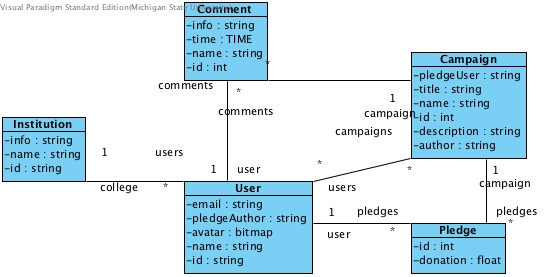 Visual Paradigm Standard Edition(Michigan State
Comment
-info : string
-time : TIME
-name : string
-id : int
*
comments
*
comments
Campaign
-pledgeUser : string
-title : string
-name : string
-id : int
-description : string
-author : string
1
campaign
campaigns
Institution
-info : string
-name : string
-id : string
1
users
college
*
1
user
*
users
*
1
campaign
User
-email : string
-pledgeAuthor : string
-avatar : bitmap
-name : string
-id : string
1
pledges
user
*
pledges
*
Pledge
-id : int
-donation : float